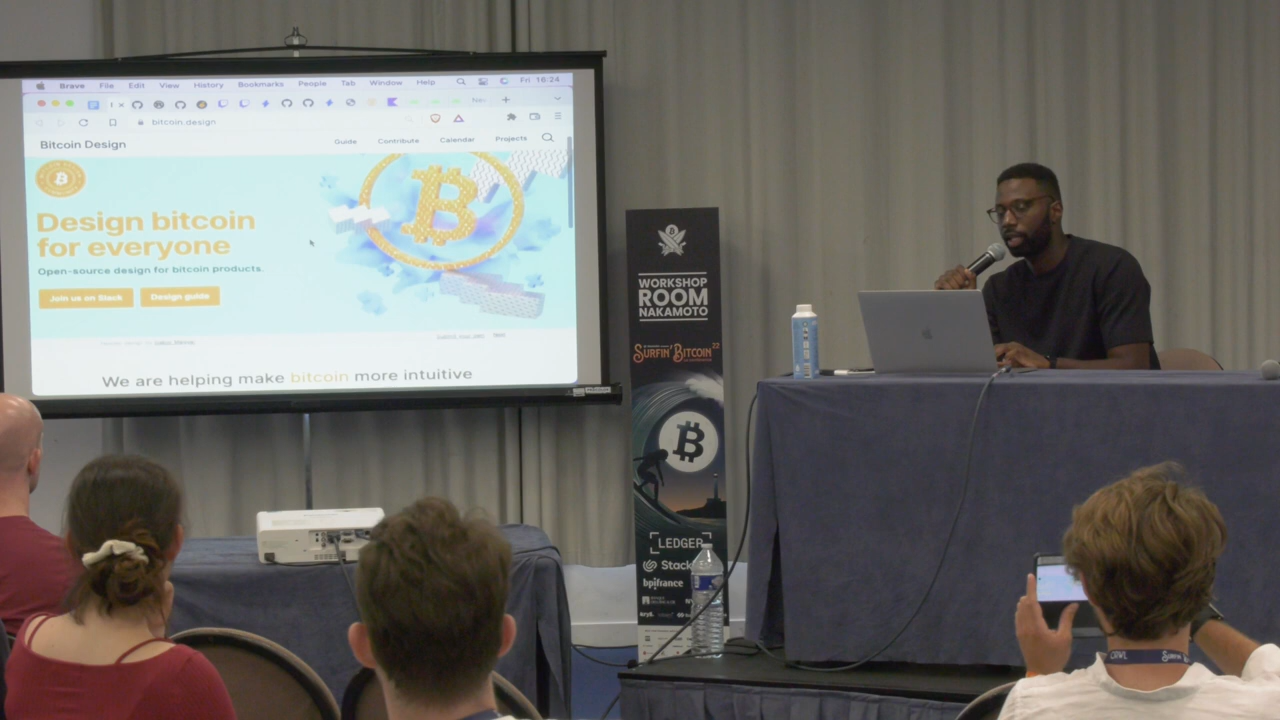 Brave File Edit View History Bookmarks People Tab Window Help Fri 16:24
bitcoin.design
Bitcoin Design
Guide Contribute Calendar Projects
Design bitcoin
for everyone
Open-source design for bitcoin products.
Join us on Slack Design guide
We are helping make bitcoin more intuitive
WORKSHOP
ROOM
NAKAMOTO
SURFIN' BITCOIN 22
LEDGER
Stack
bpifrance